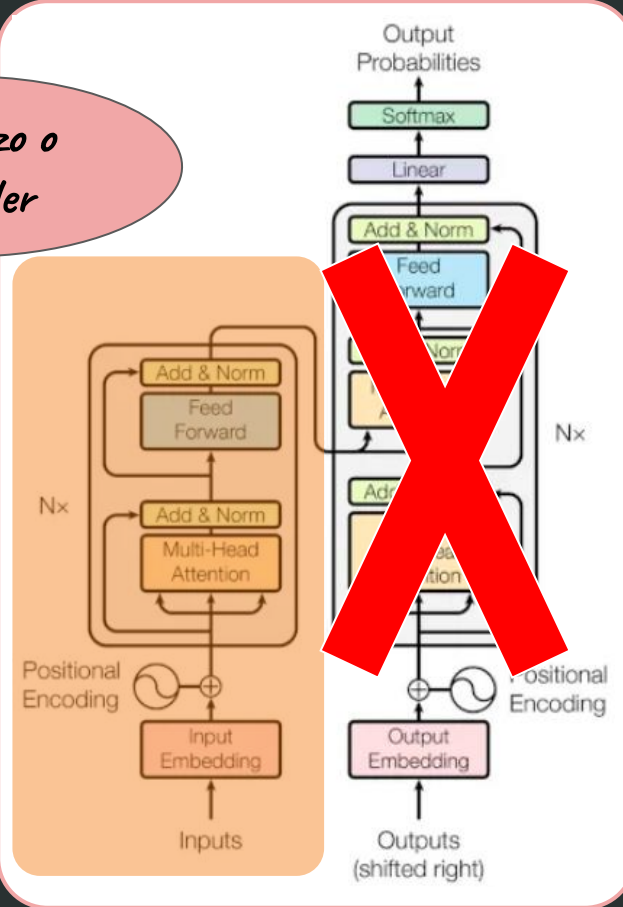 zo o
Output
Probabilities
Softmax
Linear
Add & Norm
Feed
Add & Norm
Feed
Forward
Nx
Nx
Add & Norm
Multi-Head
Attention
Positional
Encoding
Positional
Encoding
Input
Embedding
Output
Embedding
Inputs
Outputs
(shifted right)